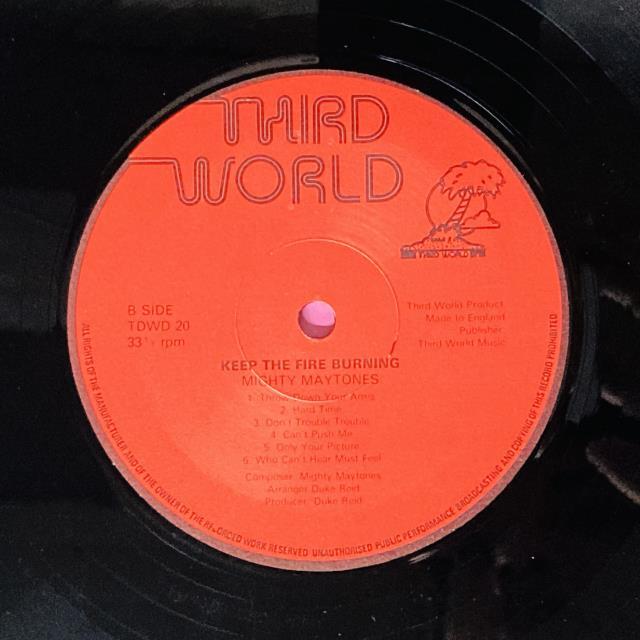 THIRD
WORLD
THIRD WORLD
B SIDE
TDWD 20
33⅓ rpm
Third World Product
Made In England
Publisher:
Third World Music
KEEP THE FIRE BURNING
MIGHTY MAYTONES
1. Throw Down Your Arms
2. Hard Time
3. Don't Trouble Trouble
4. Can't Push Me
5. Only Your Picture
6. Who Can't Hear Must Feel
Composer: Mighty Maytones
Arranger: Duke Reid
Producer: Duke Reid
ALL RIGHTS OF THE MANUFACTURER AND OF THE OWNER OF THE RECORDED WORK RESERVED UNAUTHORISED PUBLIC PERFORMANCE BROADCASTING AND COPYING OF THIS RECORD PROHIBITED